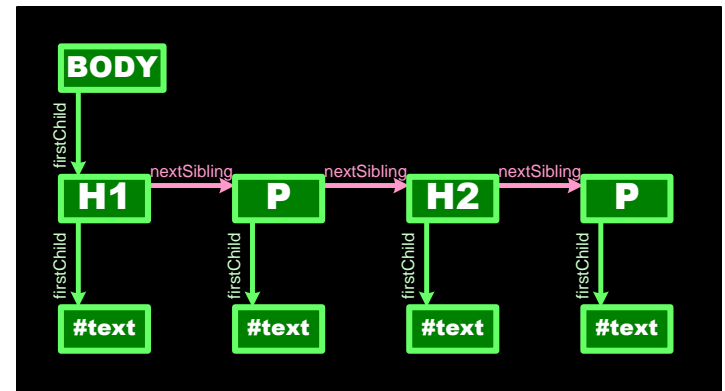 BODY
firstChild
nextSibling nextSibling nextSibling
H1 P H2 P
firstChild firstChild firstChild firstChild
#text #text #text #text